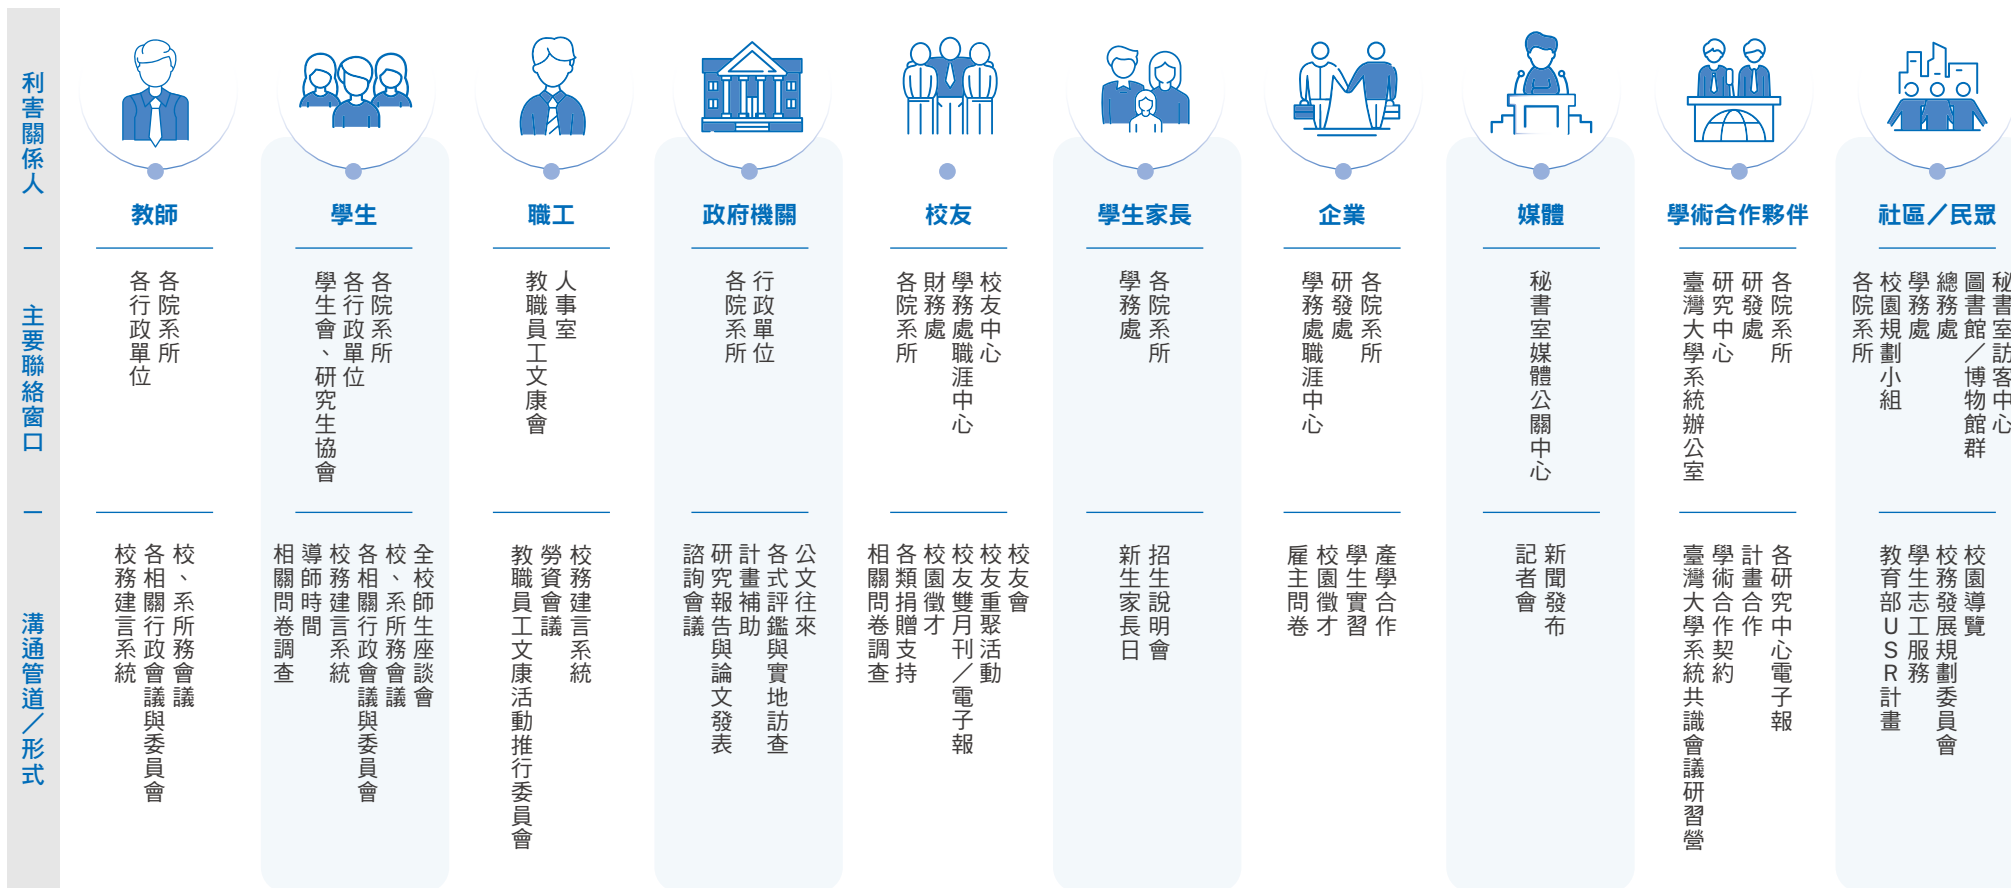 利害關係人
主要聯絡窗口
溝通管道／形式
教師
各院系所
各行政單位
校、系所務會議
各相關行政會議與委員會
校務建言系統
學生
各院系所
各行政單位
學生會、研究生協會
全校師生座談會
校、系所務會議
各相關行政會議與委員會
校務建言系統
導師時間
相關問卷調查
職工
人事室
教職員工文康會
校務建言系統
勞資會議
教職員工文康活動推行委員會
政府機關
行政單位
各院系所
公文往來
各式評鑑與實地訪查
計畫補助
研究報告與論文發表
諮詢會議
校友
校友中心
學務處職涯中心
財務處
各院系所
校友會
校友重聚活動
校友雙月刊／電子報
校園徵才
各類捐贈支持
相關問卷調查
學生家長
各院系所
學務處
招生說明會
新生家長日
企業
各院系所
研發處
學務處職涯中心
產學合作
學生實習
校園徵才
雇主問卷
媒體
秘書室媒體公關中心
新聞發布
記者會
學術合作夥伴
各院系所
研發處
研究中心
臺灣大學系統辦公室
各研究中心電子報
計畫合作
學術合作契約
臺灣大學系統共識會議研習營
社區／民眾
秘書室訪客中心
圖書館／博物館群
總務處
學務處
校園規劃小組
各院系所
校園導覽
校務發展規劃委員會
學生志工服務
教育部USR計畫